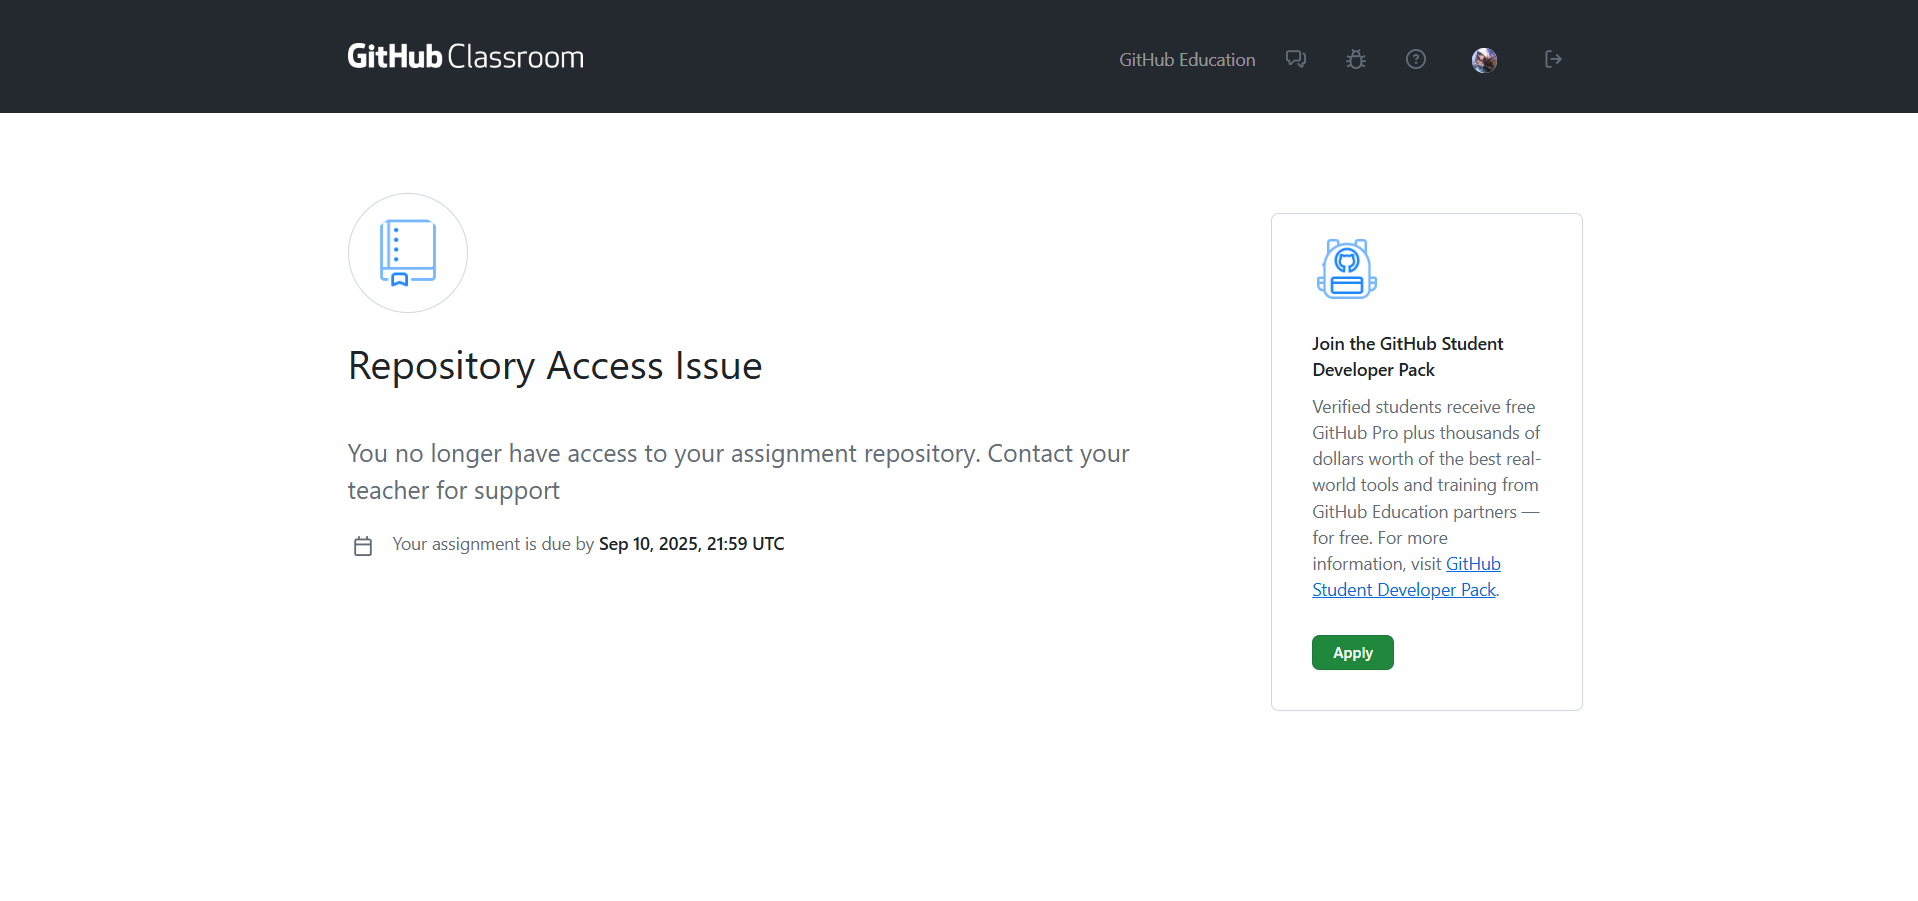 GitHub Classroom
GitHub Education
Repository Access Issue
You no longer have access to your assignment repository. Contact your
teacher for support
Your assignment is due by Sep 10, 2025, 21:59 UTC
Join the GitHub Student
Developer Pack
Verified students receive free
GitHub Pro plus thousands of
dollars worth of the best real-
world tools and training from
GitHub Education partners —
for free. For more
information, visit GitHub
Student Developer Pack.
Apply